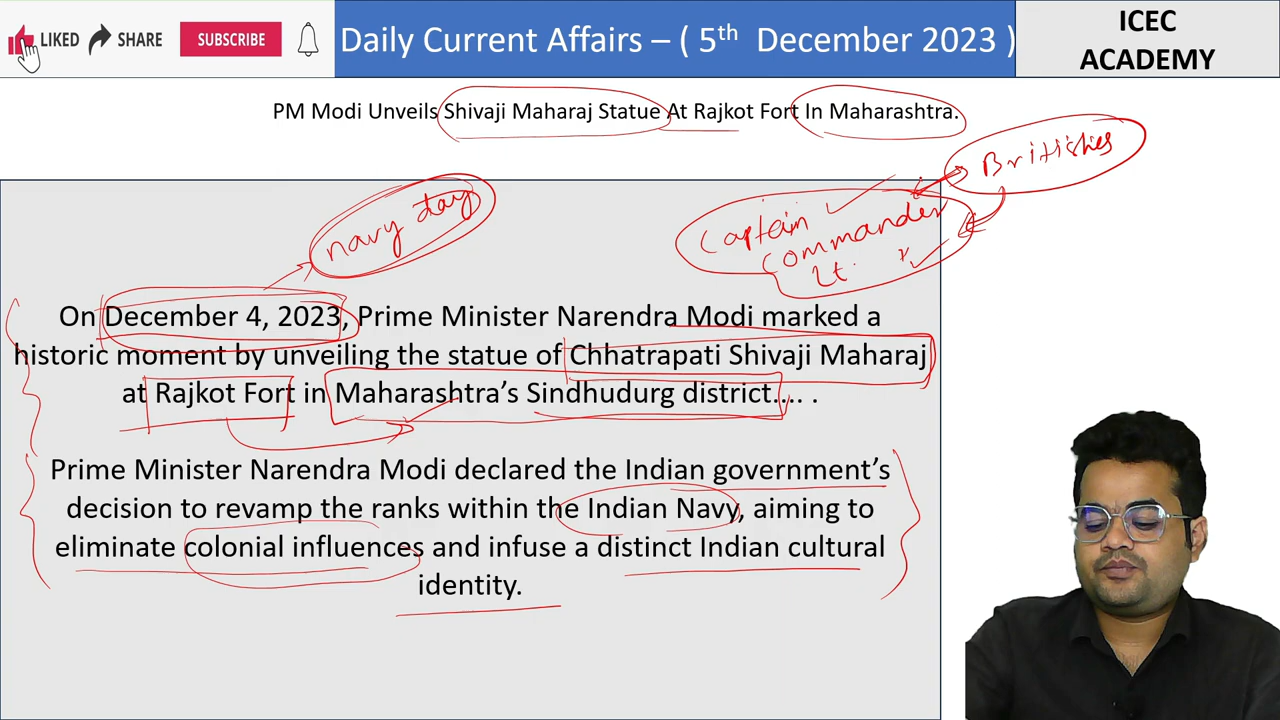 LIKED SHARE SUBSCRIBE
Daily Current Affairs – ( 5th December 2023 )
ICEC
ACADEMY
PM Modi Unveils Shivaji Maharaj Statue At Rajkot Fort In Maharashtra.
Britishies
navy day
Captain
Commander
Lt.
On December 4, 2023, Prime Minister Narendra Modi marked a
historic moment by unveiling the statue of Chhatrapati Shivaji Maharaj
at Rajkot Fort in Maharashtra’s Sindhudurg district.... .
Prime Minister Narendra Modi declared the Indian government’s
decision to revamp the ranks within the Indian Navy, aiming to
eliminate colonial influences and infuse a distinct Indian cultural
identity.